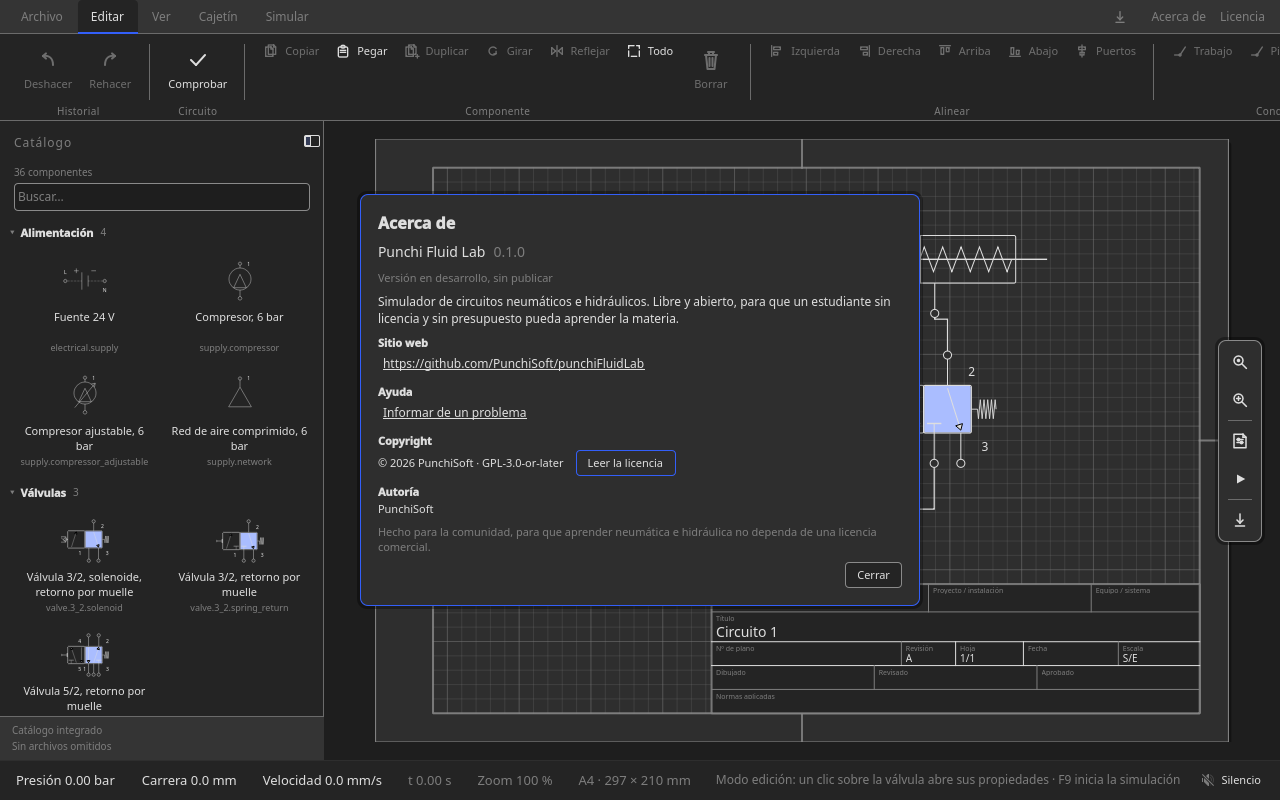 Archivo Editar Ver Cajetín Simular Acerca de Licencia
Copiar Pegar Duplicar Girar Reflejar Todo Izquierda Derecha Arriba Abajo Puertos Trabajo
Deshacer Rehacer Comprobar Borrar
Historial Circuito Componente Alinear
Catálogo
36 componentes
Buscar...
Alimentación 4
Fuente 24 V Compresor, 6 bar
electrical.supply supply.compressor
Compresor ajustable, 6 bar
supply.compressor_adjustable
Red de aire comprimido, 6 bar
supply.network
Válvulas 3
Válvula 3/2, solenoide, retorno por muelle
valve.3_2.solenoid
Válvula 3/2, retorno por muelle
valve.3_2.spring_return
Válvula 5/2, retorno por muelle
Catálogo integrado
Sin archivos omitidos
Acerca de
Punchi Fluid Lab 0.1.0
Versión en desarrollo, sin publicar
Simulador de circuitos neumáticos e hidráulicos. Libre y abierto, para que un estudiante sin
licencia y sin presupuesto pueda aprender la materia.
Sitio web
https://github.com/PunchiSoft/punchiFluidLab
Ayuda
Informar de un problema
Copyright
© 2026 PunchiSoft · GPL-3.0-or-later Leer la licencia
Autoría
PunchiSoft
Hecho para la comunidad, para que aprender neumática e hidráulica no dependa de una licencia
comercial.
Cerrar
2
3
Proyecto / instalación Equipo / sistema
Título
Circuito 1
Nº de plano Revisión Hoja Fecha Escala
A 1/1 S/E
Dibujado Revisado Aprobado
Normas aplicadas
Presión 0.00 bar Carrera 0.0 mm Velocidad 0.0 mm/s t 0.00 s Zoom 100 % A4 · 297 × 210 mm Modo edición: un clic sobre la válvula abre sus propiedades · F9 inicia la simulación Silencio